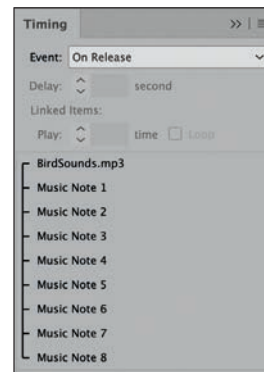 Timing
Event: On Release
Delay: second
Linked Items:
Play: time Loop
BirdSounds.mp3
Music Note 1
Music Note 2
Music Note 3
Music Note 4
Music Note 5
Music Note 6
Music Note 7
Music Note 8